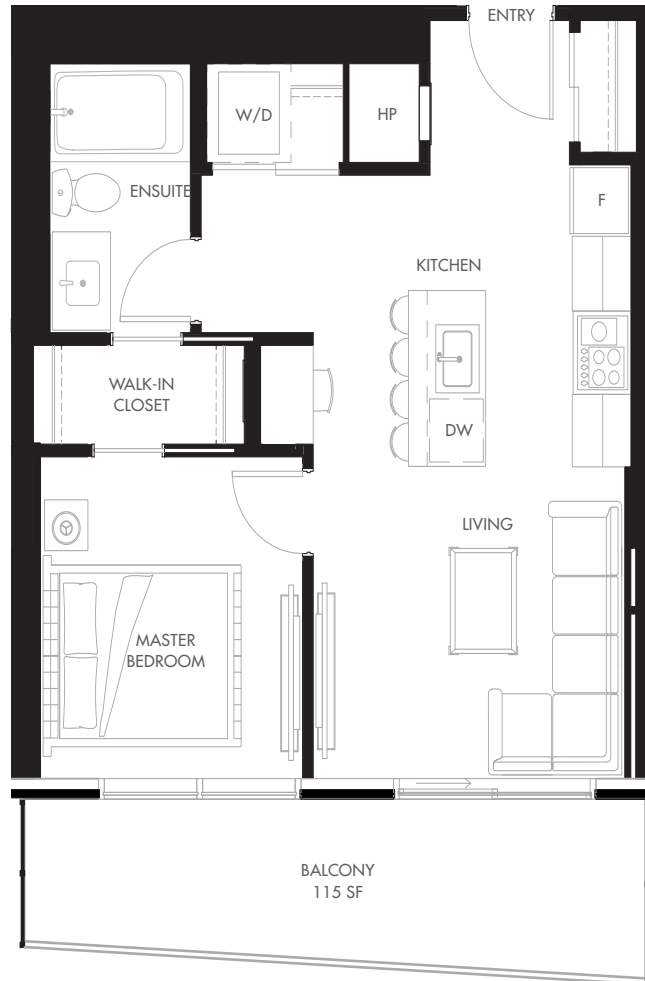 ENTRY
W/D
HP
ENSUITE
F
KITCHEN
WALK-IN
CLOSET
DW
LIVING
MASTER
BEDROOM
BALCONY
115 SF